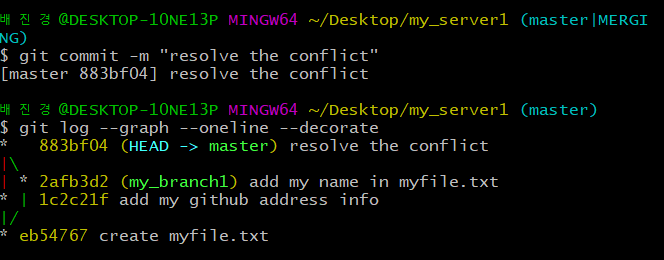 배진경@DESKTOP-10NE13P MINGW64 ~/Desktop/my_server1 (master|MERGI
NG)
$ git commit -m "resolve the conflict"
[master 883bf04] resolve the conflict
배진경@DESKTOP-10NE13P MINGW64 ~/Desktop/my_server1 (master)
$ git log --graph --oneline --decorate
*   883bf04 (HEAD -> master) resolve the conflict
|\
| * 2afb3d2 (my_branch1) add my name in myfile.txt
* | 1c2c21f add my github address info
|/
* eb54767 create myfile.txt